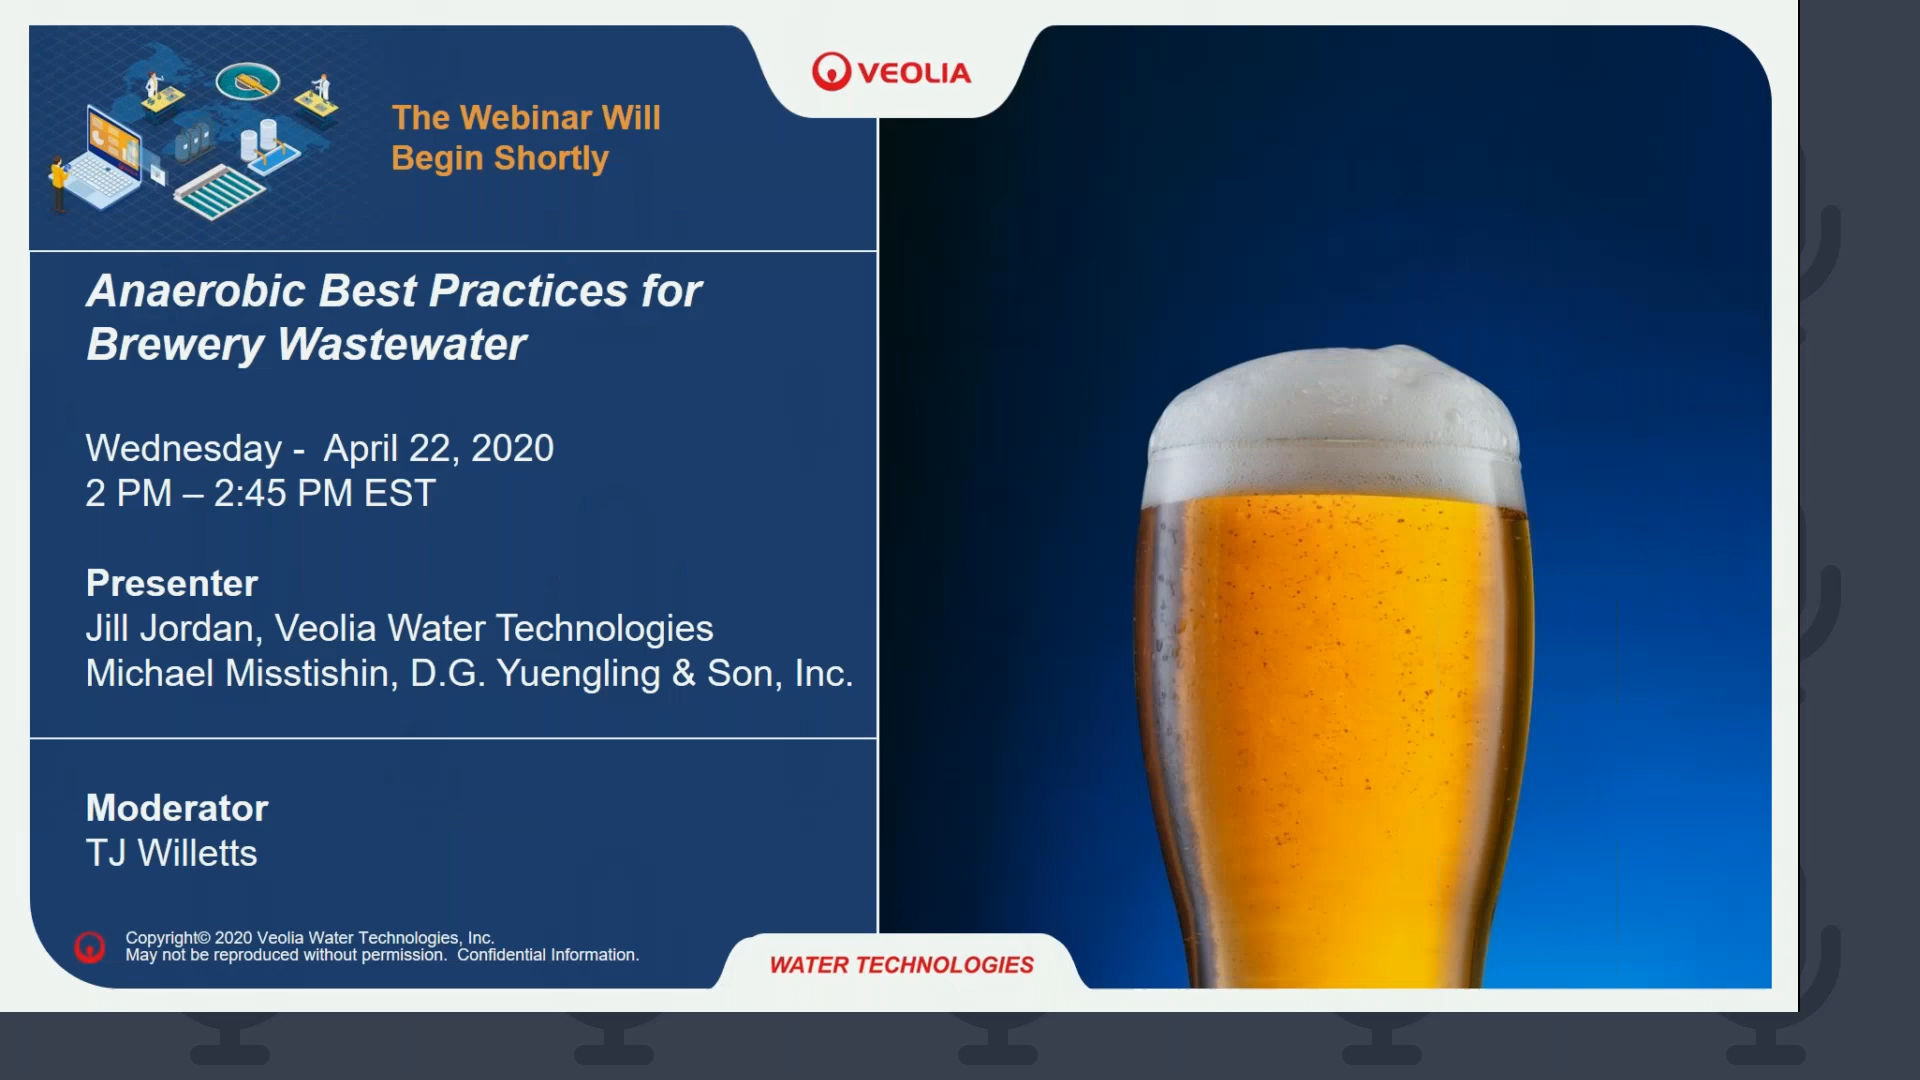 VEOLIA
The Webinar Will
Begin Shortly
Anaerobic Best Practices for
Brewery Wastewater
Wednesday -  April 22, 2020
2 PM – 2:45 PM EST
Presenter
Jill Jordan, Veolia Water Technologies
Michael Misstishin, D.G. Yuengling & Son, Inc.
Moderator
TJ Willetts
Copyright© 2020 Veolia Water Technologies, Inc.
May not be reproduced without permission.  Confidential Information.
WATER TECHNOLOGIES